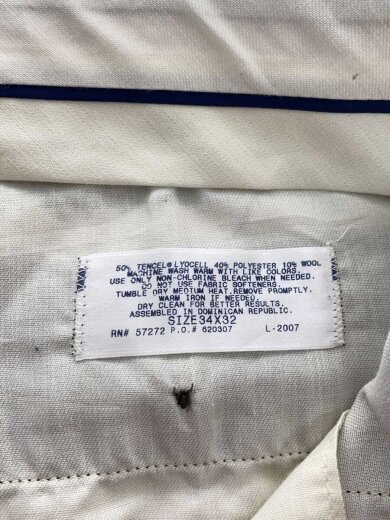 50% TENCEL® LYOCELL 40% POLYESTER 10% WOOL
MACHINE WASH WARM WITH LIKE COLORS.
USE ONLY NON-CHLORINE BLEACH WHEN NEEDED.
DO NOT USE FABRIC SOFTENERS.
TUMBLE DRY MEDIUM HEAT.REMOVE PROMPTLY.
WARM IRON IF NEEDED.
DRY CLEAN FOR BETTER RESULTS.
ASSEMBLED IN DOMINICAN REPUBLIC.
SIZE34X32
RN# 57272 P.O.# 620307 L-2007